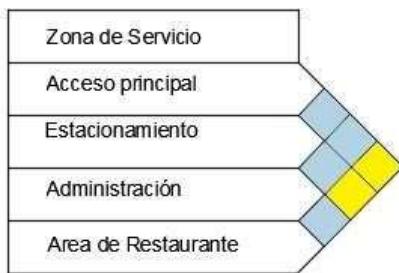 Zona de Servicio
Acceso principal
Estacionamiento
Administración
Area de Restaurante